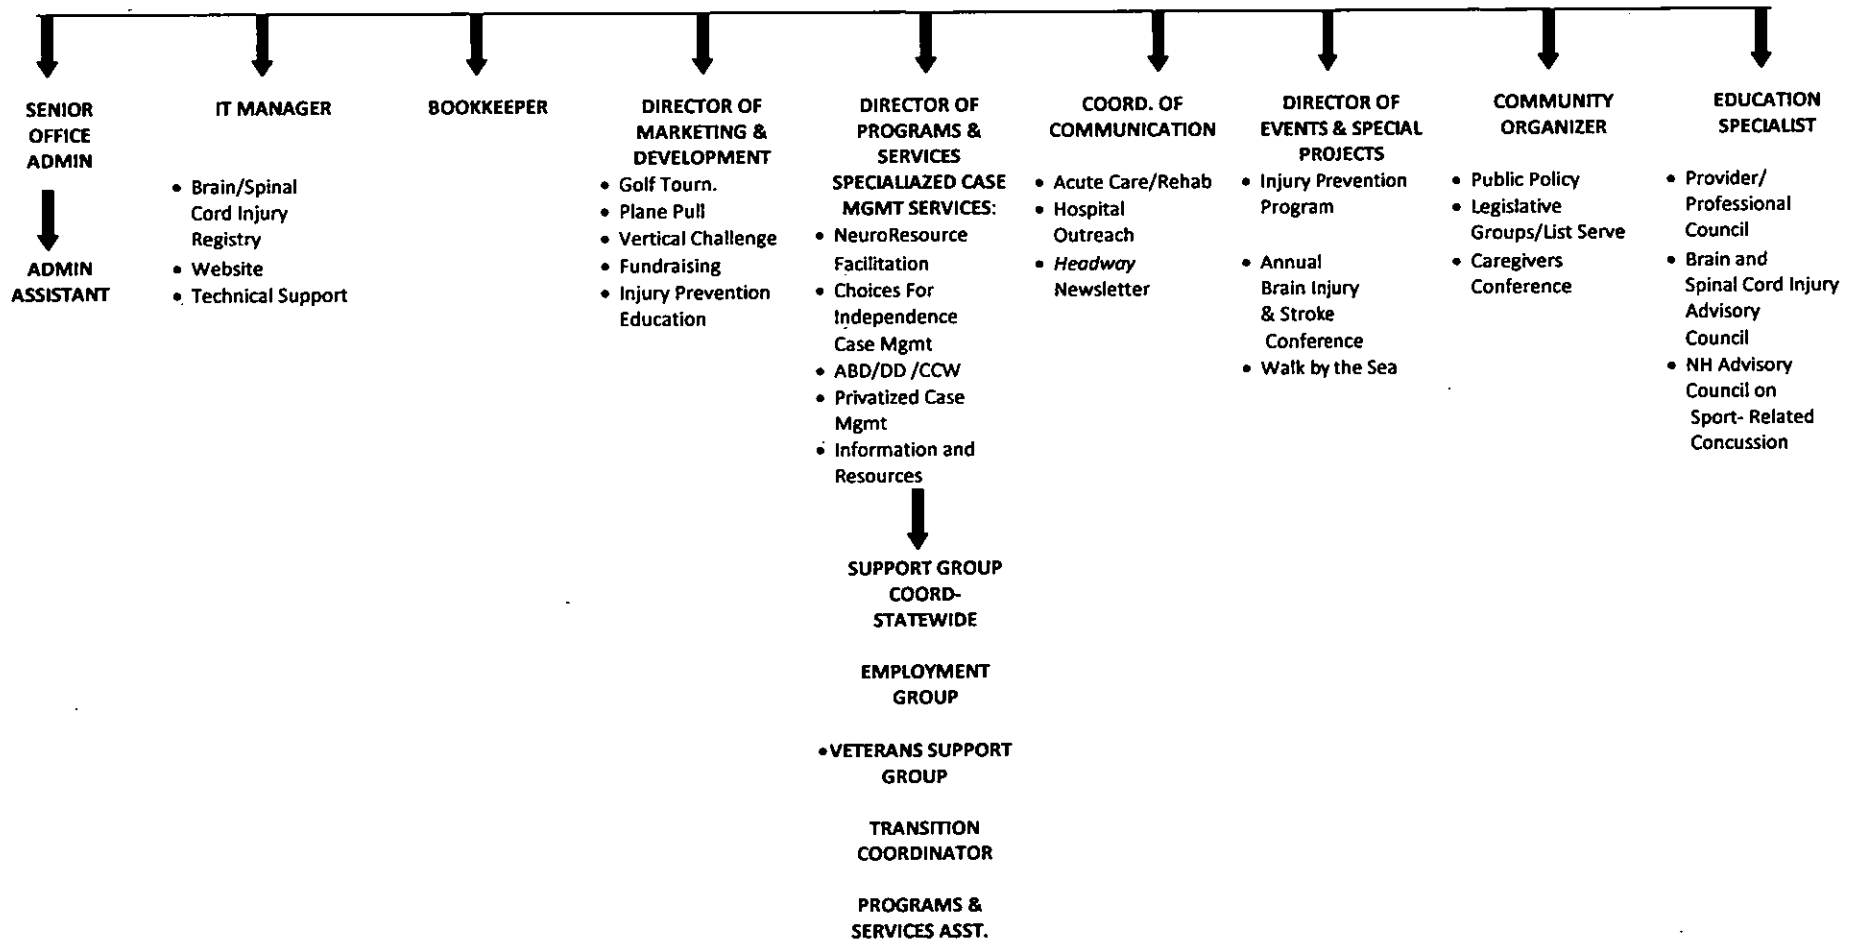 SENIOR
OFFICE
ADMIN
ADMIN
ASSISTANT
IT MANAGER
• Brain/Spinal
Cord Injury
Registry
• Website
• Technical Support
BOOKKEEPER
DIRECTOR OF
MARKETING &
DEVELOPMENT
• Golf Tourn.
• Plane Pull
• Vertical Challenge
• Fundraising
• Injury Prevention
Education
DIRECTOR OF
PROGRAMS &
SERVICES
SPECIALIAZED CASE
MGMT SERVICES:
• NeuroResource
Facilitation
• Choices For
Independence
Case Mgmt
• ABD/DD /CCW
• Privatized Case
Mgmt
• Information and
Resources
SUPPORT GROUP
COORD-
STATEWIDE
EMPLOYMENT
GROUP
•VETERANS SUPPORT
GROUP
TRANSITION
COORDINATOR
PROGRAMS &
SERVICES ASST.
COORD. OF
COMMUNICATION
• Acute Care/Rehab
• Hospital
Outreach
• Headway
Newsletter
DIRECTOR OF
EVENTS & SPECIAL
PROJECTS
• Injury Prevention
Program
• Annual
Brain Injury
& Stroke
Conference
• Walk by the Sea
COMMUNITY
ORGANIZER
• Public Policy
• Legislative
Groups/List Serve
• Caregivers
Conference
EDUCATION
SPECIALIST
• Provider/
Professional
Council
• Brain and
Spinal Cord Injury
Advisory
Council
• NH Advisory
Council on
Sport- Related
Concussion